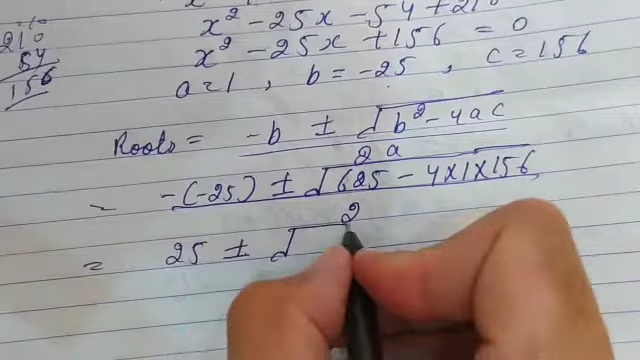 x² - 25x - 54 + 210
210
54
156
x² - 25x + 156 = 0
a = 1 , b = -25 , c = 156
Roots = -b ± √b² - 4ac
2a
= -(-25) ± √625 - 4×1×156
2
= 25 ± √